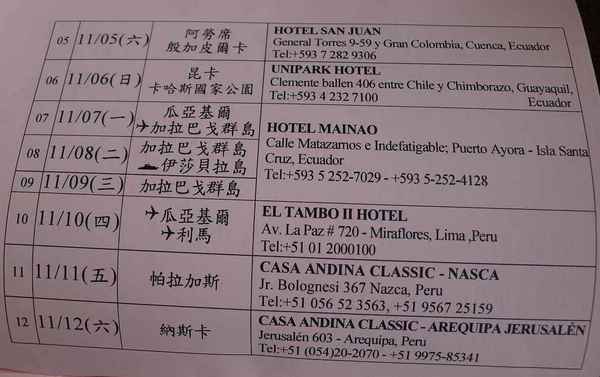 05 11/05(六) 阿勞席 HOTEL SAN JUAN
殷加皮爾卡 General Torres 9-59 y Gran Colombia, Cuenca, Ecuador
Tel:+593 7 282 9306
06 11/06(日) 昆卡 UNIPARK HOTEL
卡哈斯國家公園 Clemente ballen 406 entre Chile y Chimborazo, Guayaquil,
Ecuador
Tel:+593 4 232 7100
07 11/07(一) 瓜亞基爾
✈加拉巴戈群島
08 11/08(二) 加拉巴戈群島
伊莎貝拉島
09 11/09(三) 加拉巴戈群島
HOTEL MAINAO
Calle Matazarnos e Indefatigable; Puerto Ayora - Isla Santa
Cruz, Ecuador
Tel:+593 5 252-7029 - +593 5-252-4128
10 11/10(四) ✈瓜亞基爾 EL TAMBO II HOTEL
✈利馬 Av. La Paz # 720 - Miraflores, Lima ,Peru
Tel:+51 01 2000100
11 11/11(五) 帕拉加斯 CASA ANDINA CLASSIC - NASCA
Jr. Bolognesi 367 Nazca, Peru
Tel:+51 056 52 3563, +51 9567 25159
12 11/12(六) 納斯卡 CASA ANDINA CLASSIC - AREQUIPA JERUSALÉN
Jerusalén 603 - Arequipa, Peru
Tel:+51 (054)20-2070 - +51 9975-85341